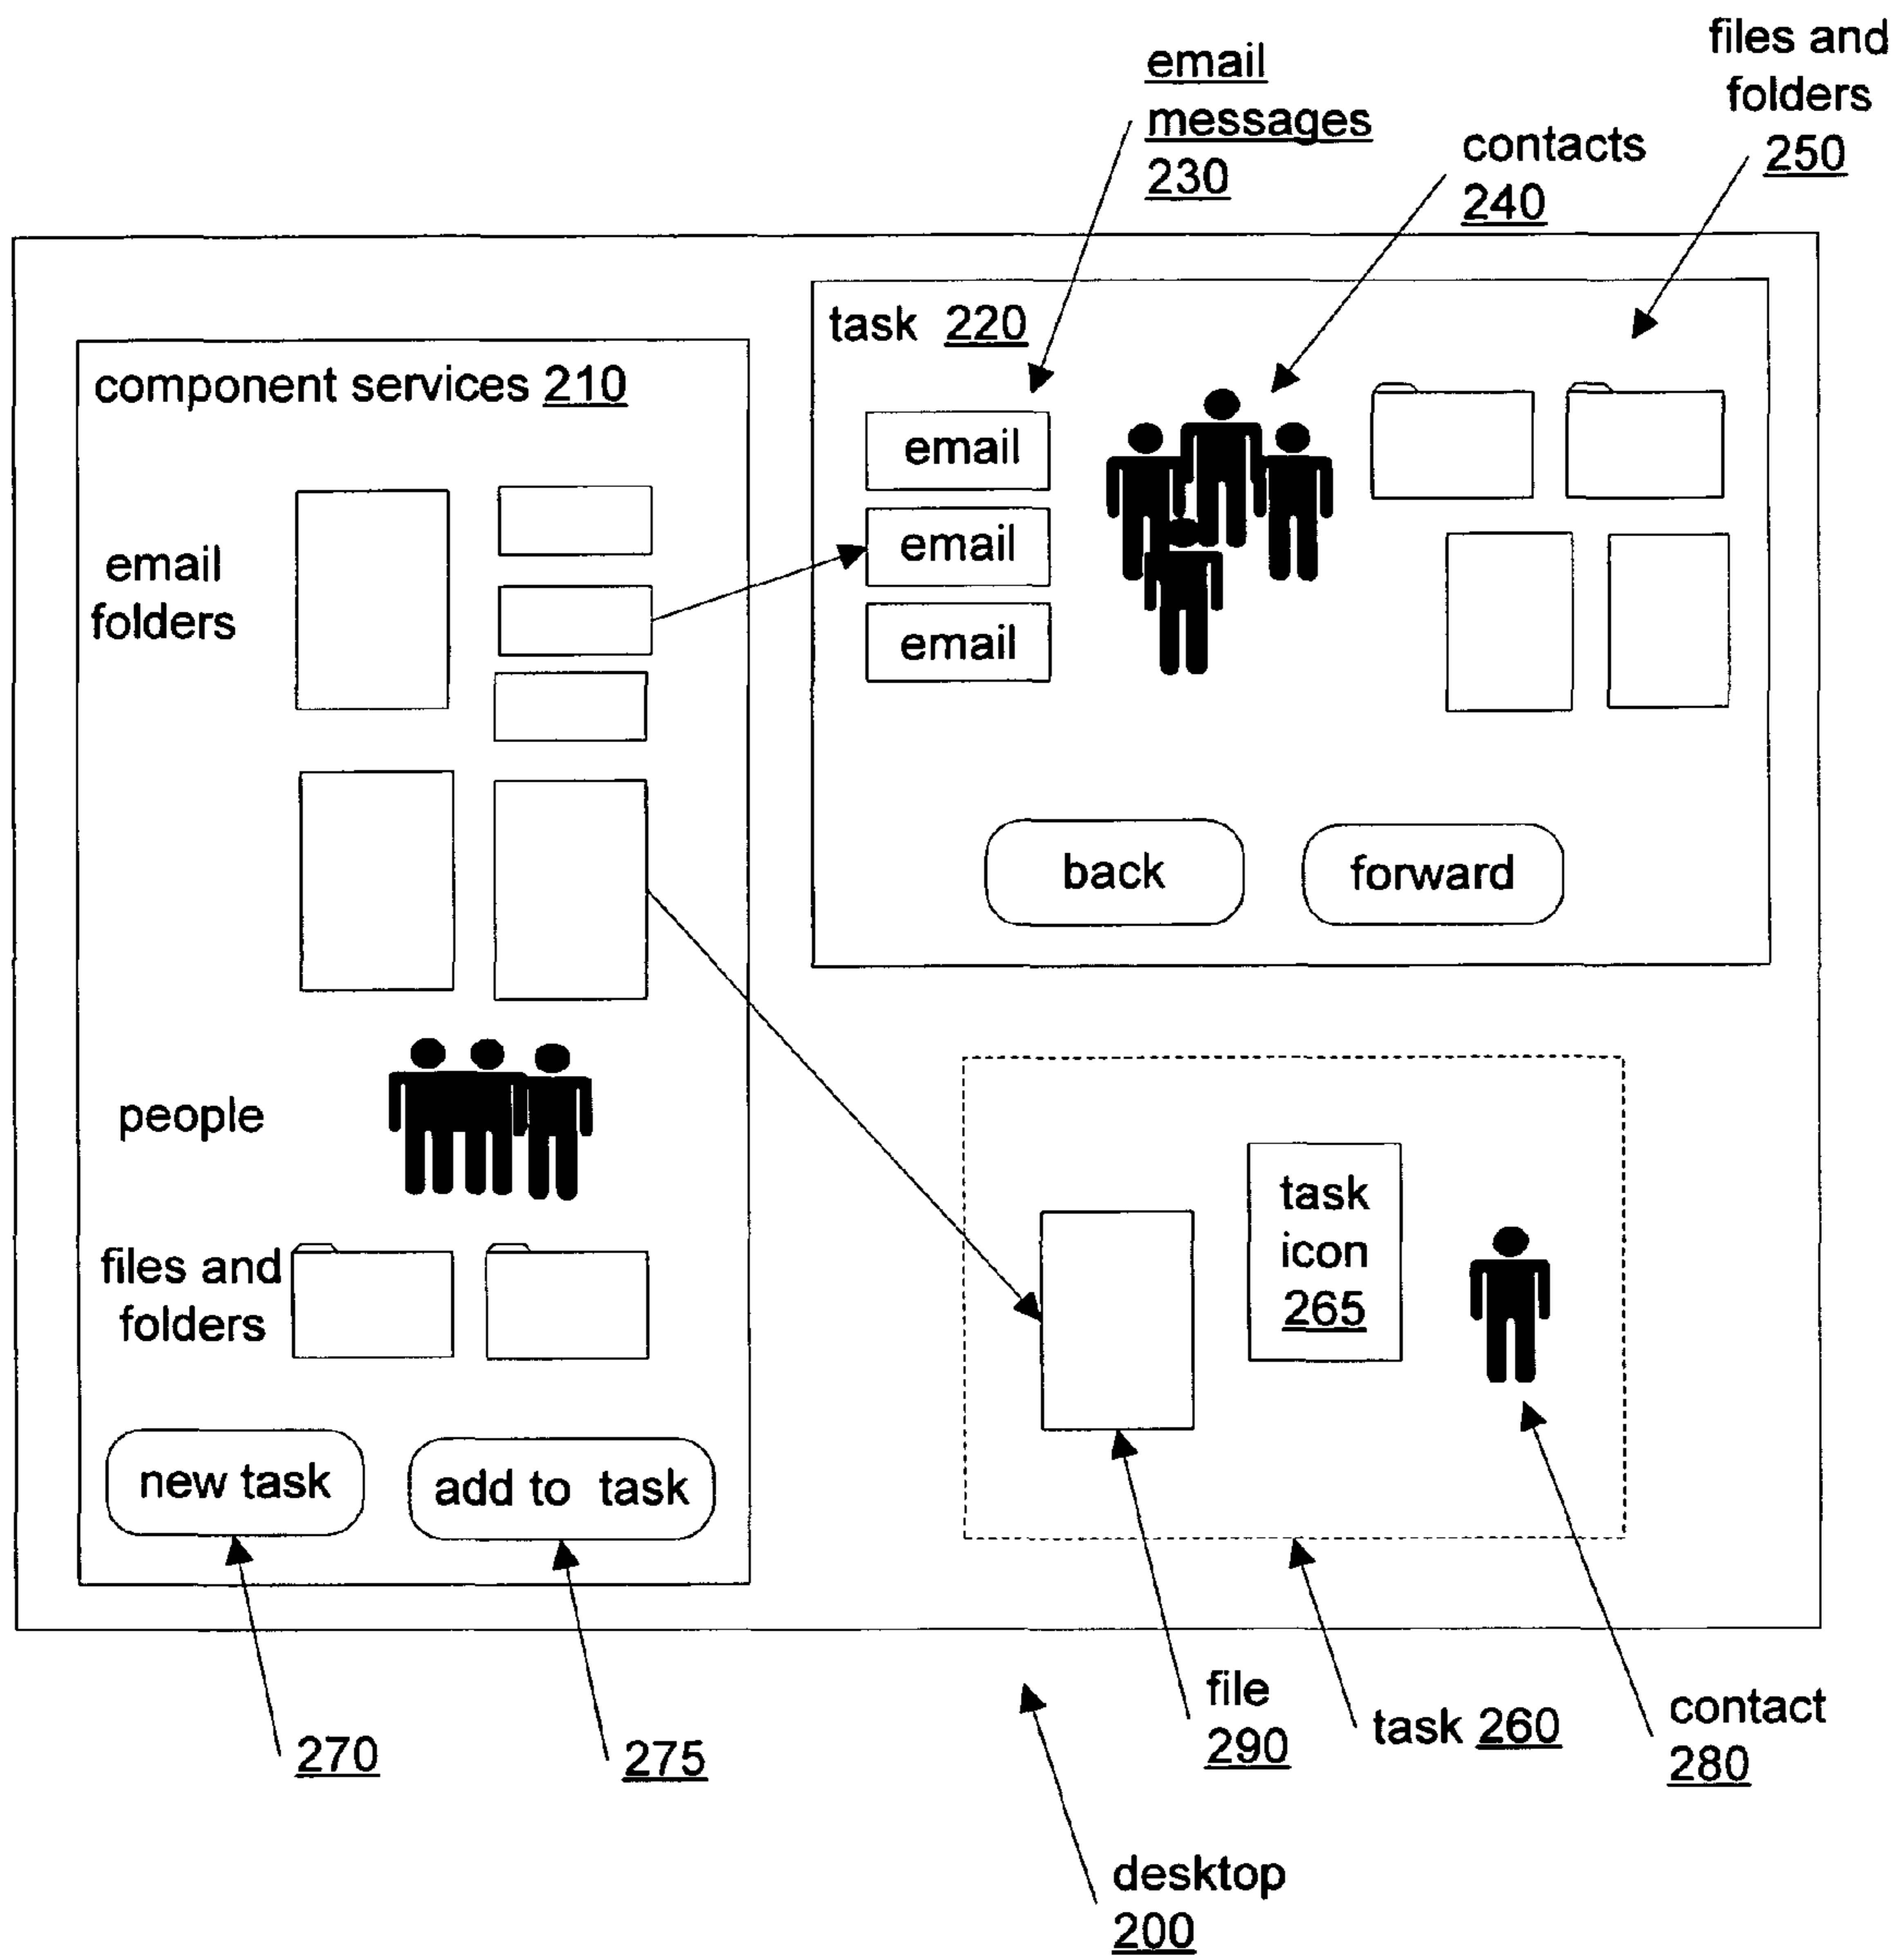 email
messages
230
contacts
240
files and
folders
250
component services 210
email
folders
people
files and
folders
new task
add to task
task 220
email
email
email
back
forward
task
icon
265
270
275
file
290
task 260
contact
280
desktop
200